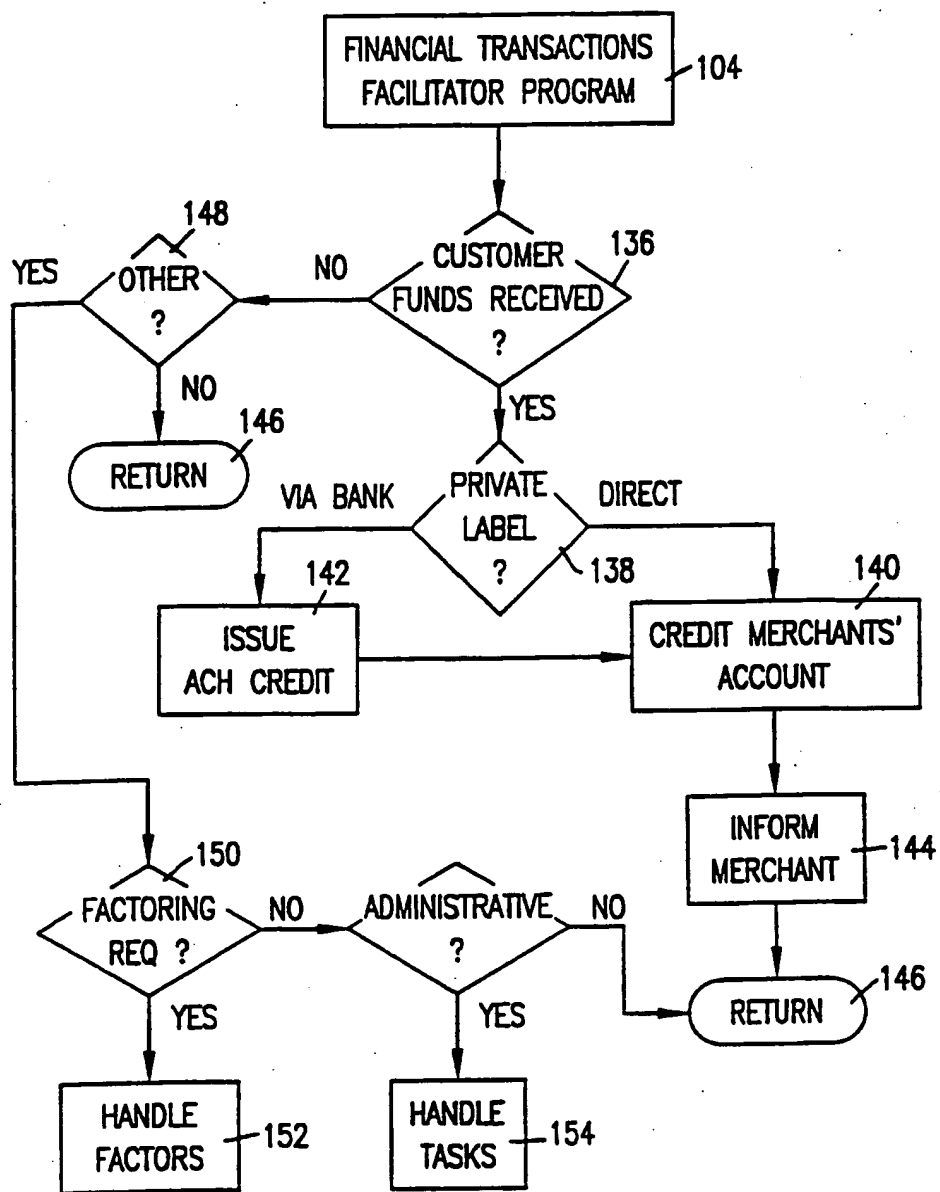 FINANCIAL TRANSACTIONS
FACILITATOR PROGRAM
104
148
YES
OTHER
?
NO
CUSTOMER
FUNDS RECEIVED
?
136
NO
146
RETURN
YES
VIA BANK
PRIVATE
LABEL
?
DIRECT
138
142
ISSUE
ACH CREDIT
140
CREDIT MERCHANTS'
ACCOUNT
INFORM
MERCHANT
144
150
FACTORING
REQ ?
NO
ADMINISTRATIVE
?
NO
146
RETURN
YES
YES
HANDLE
FACTORS
152
HANDLE
TASKS
154